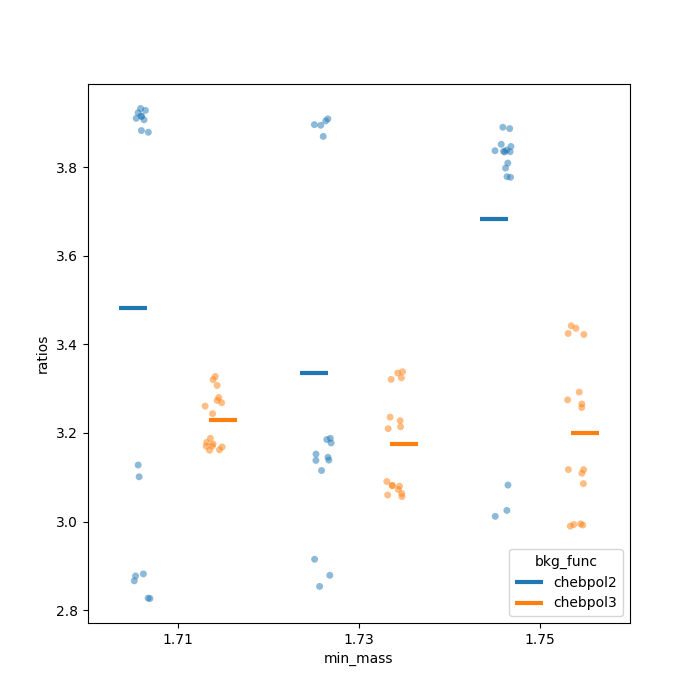 3.8
3.6
3.4
3.2
3.0
2.8
ratios
1.71
1.73
1.75
min_mass
bkg_func
chebpol2
chebpol3